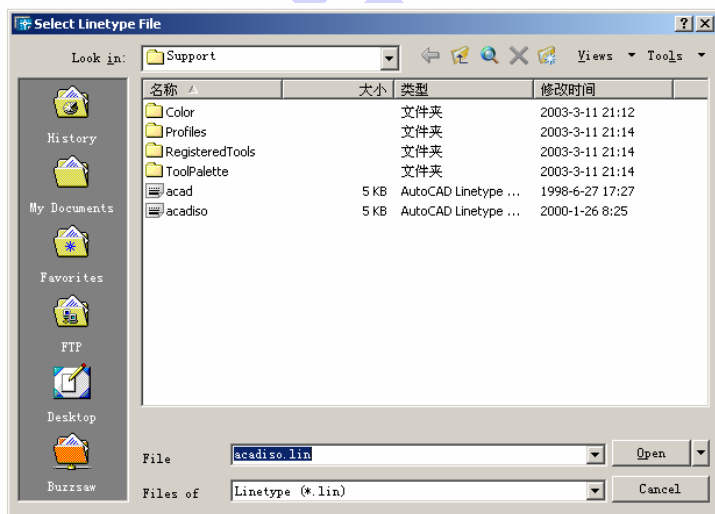 Select Linetype File
Look in: Support Views Tools
名称 大小 类型 修改时间
Color 文件夹 2003-3-11 21:12
Profiles 文件夹 2003-3-11 21:14
RegisteredTools 文件夹 2003-3-11 21:14
ToolPalette 文件夹 2003-3-11 21:14
acad 5 KB AutoCAD Linetype ... 1998-6-27 17:27
acadiso 5 KB AutoCAD Linetype ... 2000-1-26 8:25
History
My Documents
Favorites
FTP
Desktop
Buzzsaw
File acadiso.lin Open
Files of Linetype (*.lin) Cancel